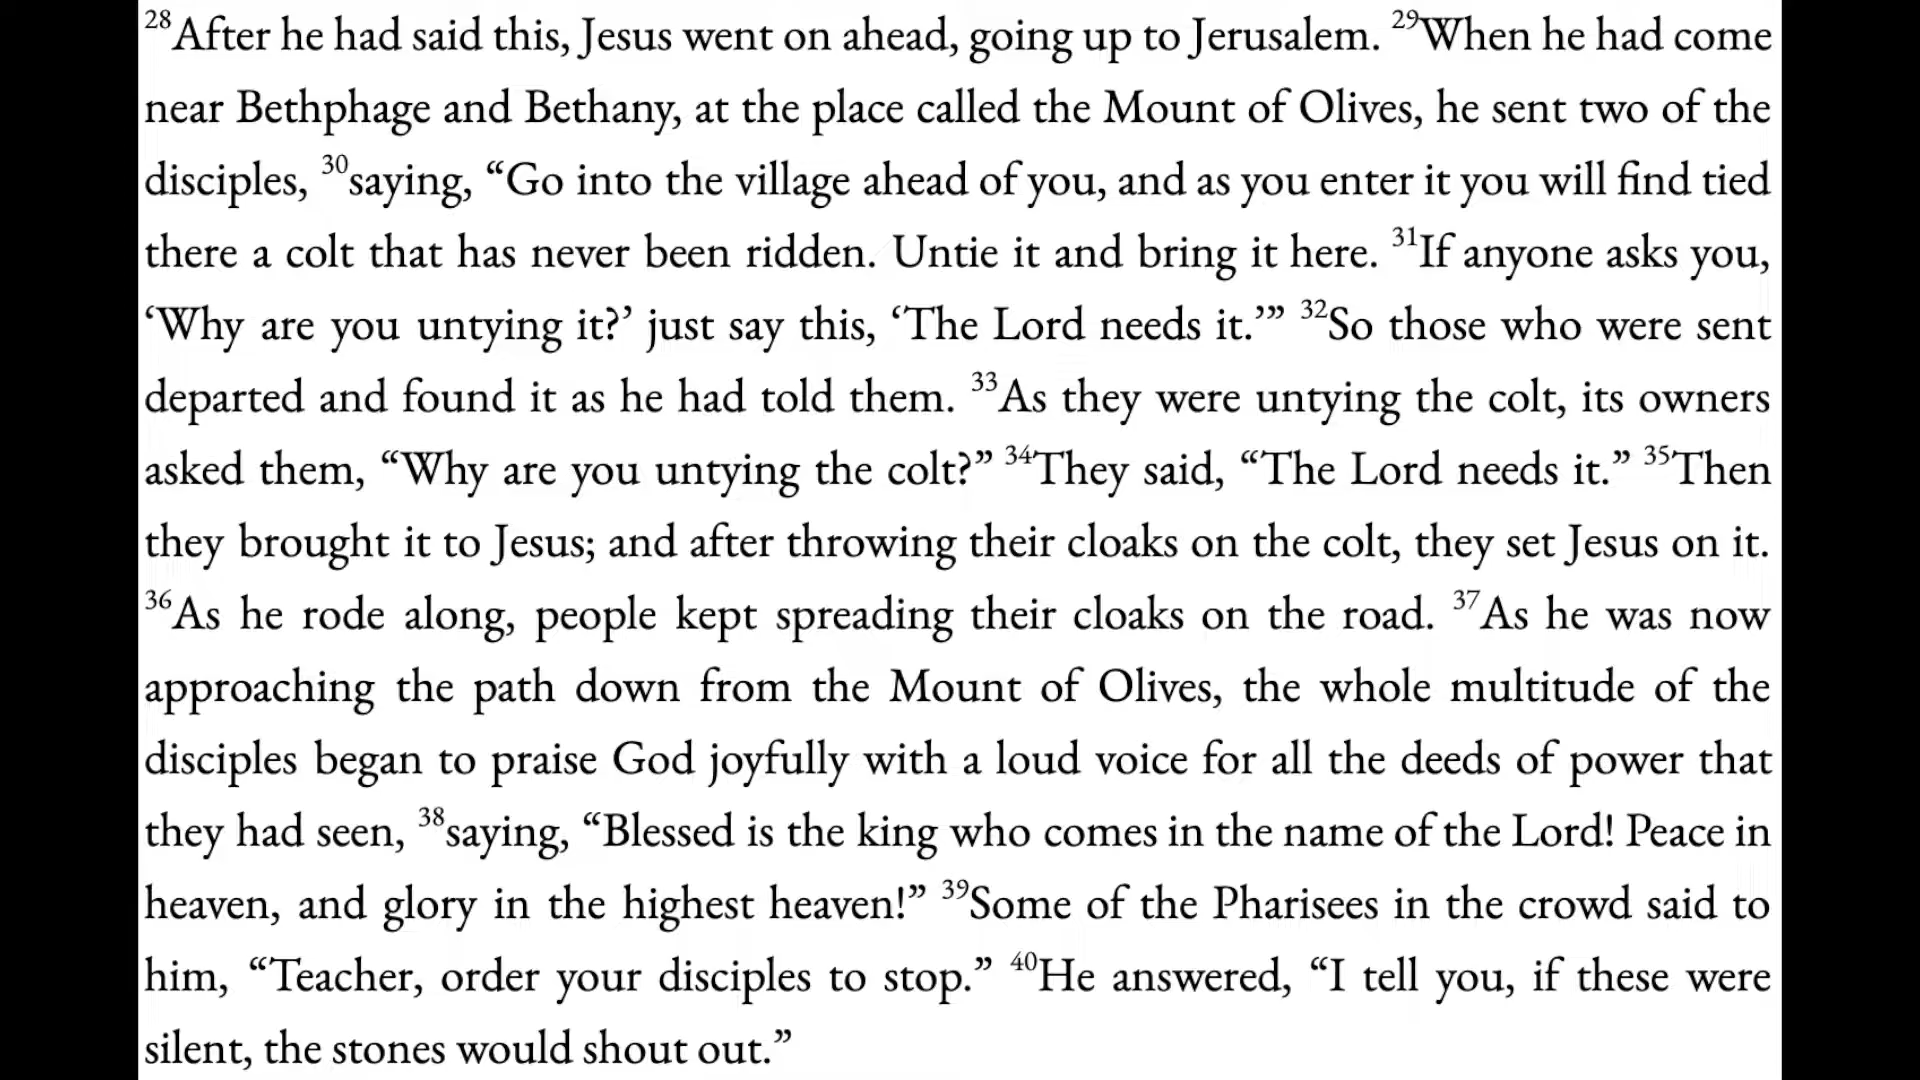 28After he had said this, Jesus went on ahead, going up to Jerusalem. 29When he had come
near Bethphage and Bethany, at the place called the Mount of Olives, he sent two of the
disciples, 30saying, “Go into the village ahead of you, and as you enter it you will find tied
there a colt that has never been ridden. Untie it and bring it here. 31If anyone asks you,
‘Why are you untying it?’ just say this, ‘The Lord needs it.’” 32So those who were sent
departed and found it as he had told them. 33As they were untying the colt, its owners
asked them, “Why are you untying the colt?” 34They said, “The Lord needs it.” 35Then
they brought it to Jesus; and after throwing their cloaks on the colt, they set Jesus on it.
36As he rode along, people kept spreading their cloaks on the road. 37As he was now
approaching the path down from the Mount of Olives, the whole multitude of the
disciples began to praise God joyfully with a loud voice for all the deeds of power that
they had seen, 38saying, “Blessed is the king who comes in the name of the Lord! Peace in
heaven, and glory in the highest heaven!” 39Some of the Pharisees in the crowd said to
him, “Teacher, order your disciples to stop.” 40He answered, “I tell you, if these were
silent, the stones would shout out.”